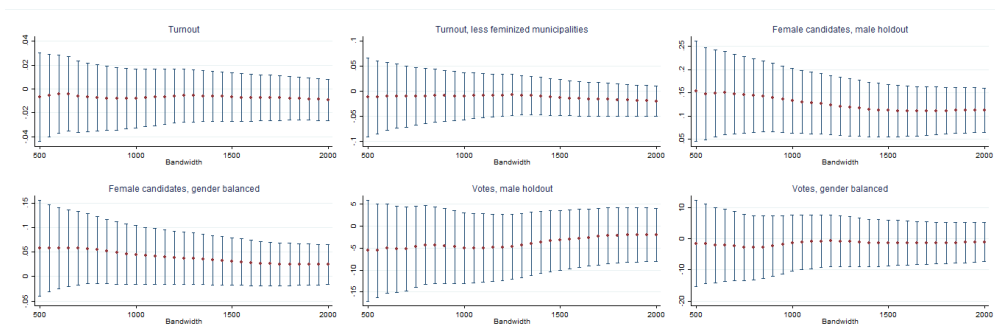 Turnout
.04
.02
0
-.02
-.04
500 1000 1500 2000
Bandwidth
Turnout, less feminized municipalities
.1
.05
0
.05
.1
500 1000 1500 2000
Bandwidth
Female candidates, male holdout
.25
.2
.15
.1
.05
500 1000 1500 2000
Bandwidth
Female candidates, gender balanced
.15
.1
.05
0
.05
500 1000 1500 2000
Bandwidth
Votes, male holdout
5
0
-5
-10
-15
500 1000 1500 2000
Bandwidth
Votes, gender balanced
10
0
-10
-20
500 1000 1500 2000
Bandwidth